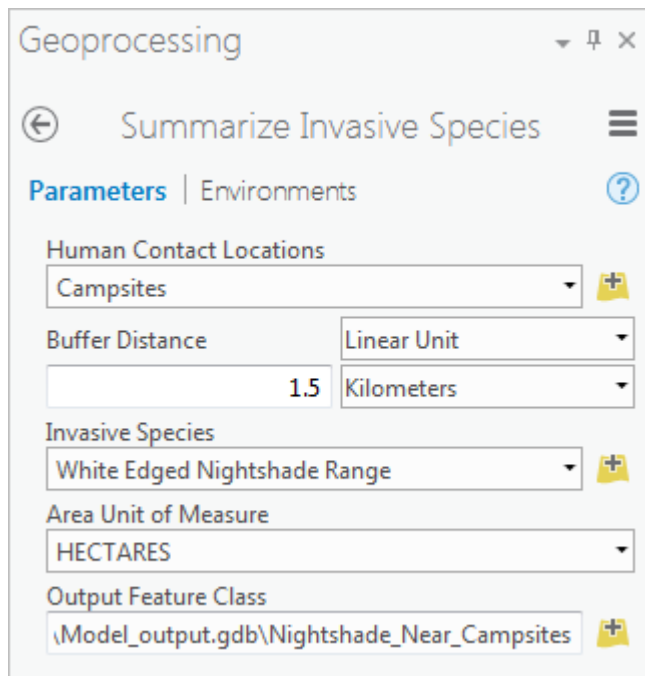 Geoprocessing
Summarize Invasive Species
Parameters | Environments
Human Contact Locations
Campsites
Buffer Distance Linear Unit
1.5 Kilometers
Invasive Species
White Edged Nightshade Range
Area Unit of Measure
HECTARES
Output Feature Class
\Model_output.gdb\Nightshade_Near_Campsites